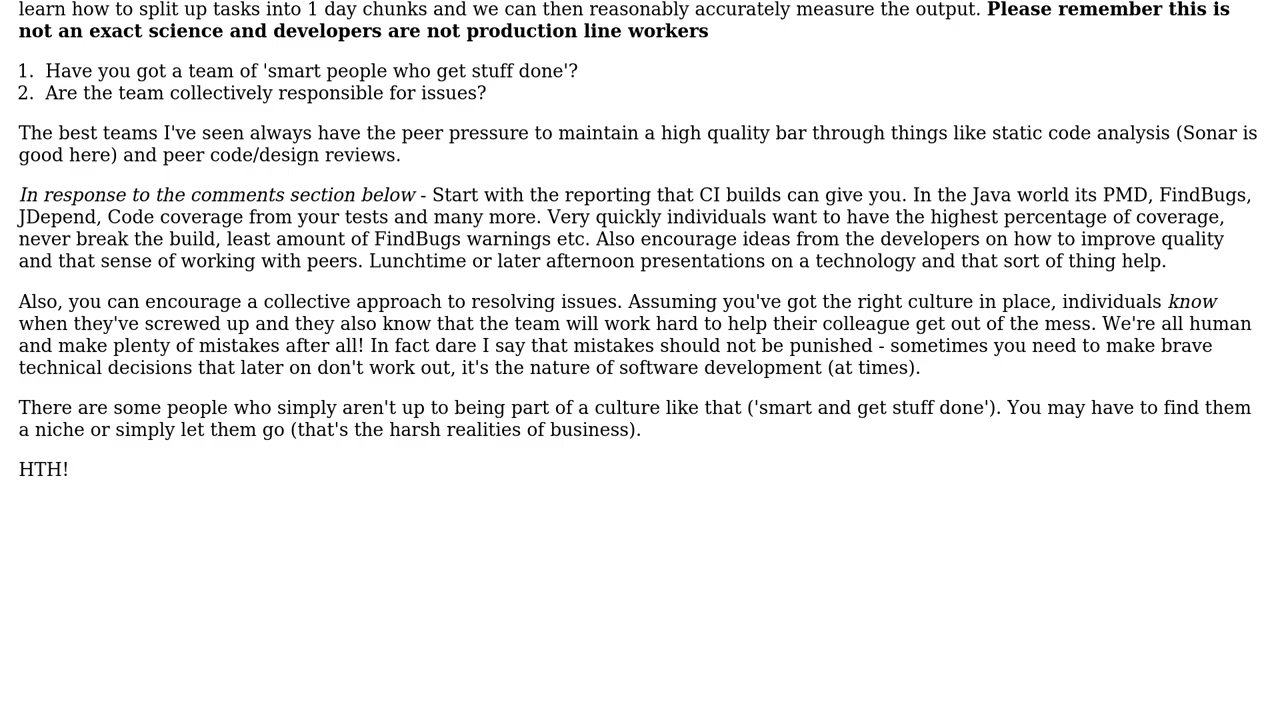 learn how to split up tasks into 1 day chunks and we can then reasonably accurately measure the output. Please remember this is
not an exact science and developers are not production line workers
1. Have you got a team of 'smart people who get stuff done'?
2. Are the team collectively responsible for issues?
The best teams I've seen always have the peer pressure to maintain a high quality bar through things like static code analysis (Sonar is
good here) and peer code/design reviews.
In response to the comments section below - Start with the reporting that CI builds can give you. In the Java world its PMD, FindBugs,
JDepend, Code coverage from your tests and many more. Very quickly individuals want to have the highest percentage of coverage,
never break the build, least amount of FindBugs warnings etc. Also encourage ideas from the developers on how to improve quality
and that sense of working with peers. Lunchtime or later afternoon presentations on a technology and that sort of thing help.
Also, you can encourage a collective approach to resolving issues. Assuming you've got the right culture in place, individuals know
when they've screwed up and they also know that the team will work hard to help their colleague get out of the mess. We're all human
and make plenty of mistakes after all! In fact dare I say that mistakes should not be punished - sometimes you need to make brave
technical decisions that later on don't work out, it's the nature of software development (at times).
There are some people who simply aren't up to being part of a culture like that ('smart and get stuff done'). You may have to find them
a niche or simply let them go (that's the harsh realities of business).
HTH!